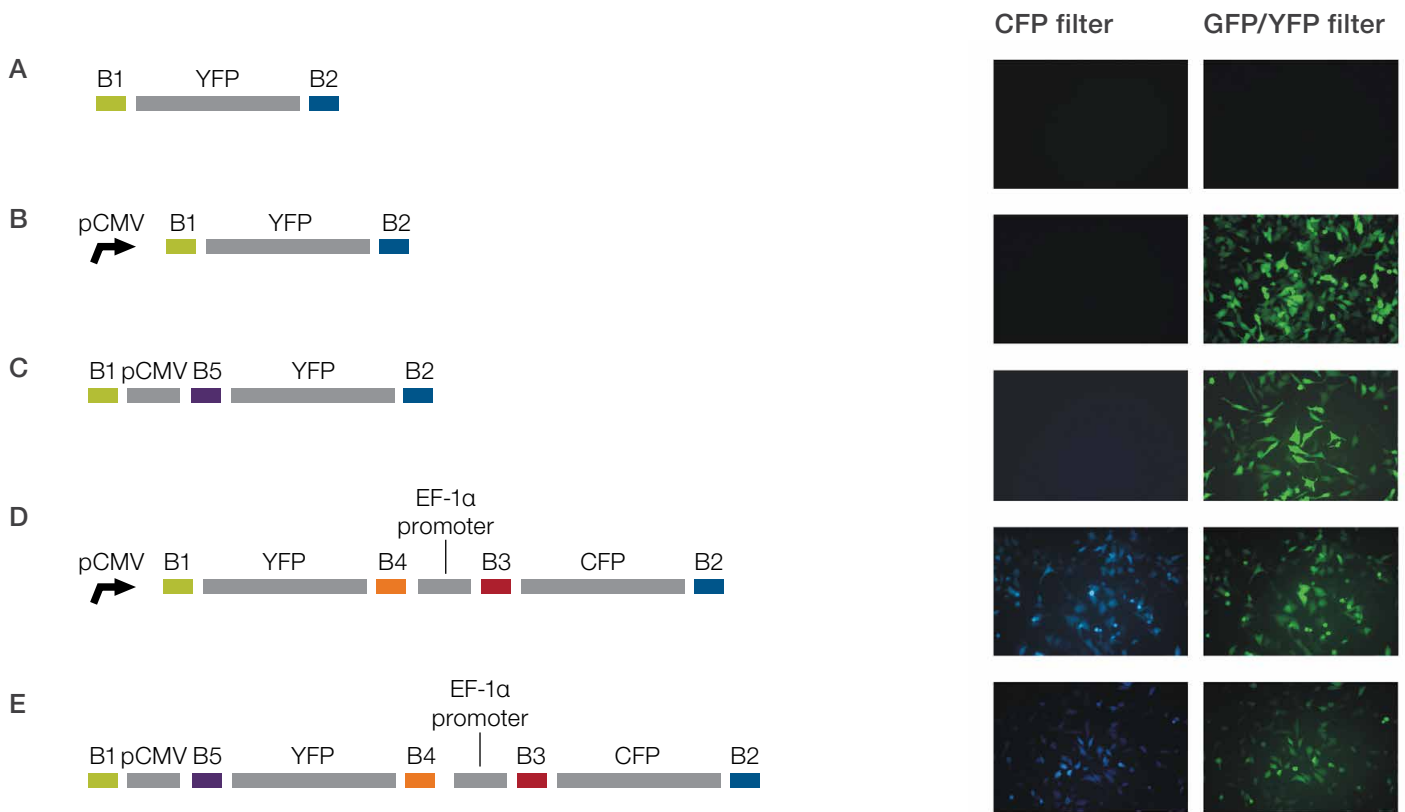 CFP filter GFP/YFP filter
A
B1 YFP B2
B
pCMV B1 YFP B2
C
B1 pCMV B5 YFP B2
D
EF-1α
promoter
pCMV B1 YFP B4 B3 CFP B2
E
EF-1α
promoter
B1 pCMV B5 YFP B4 B3 CFP B2